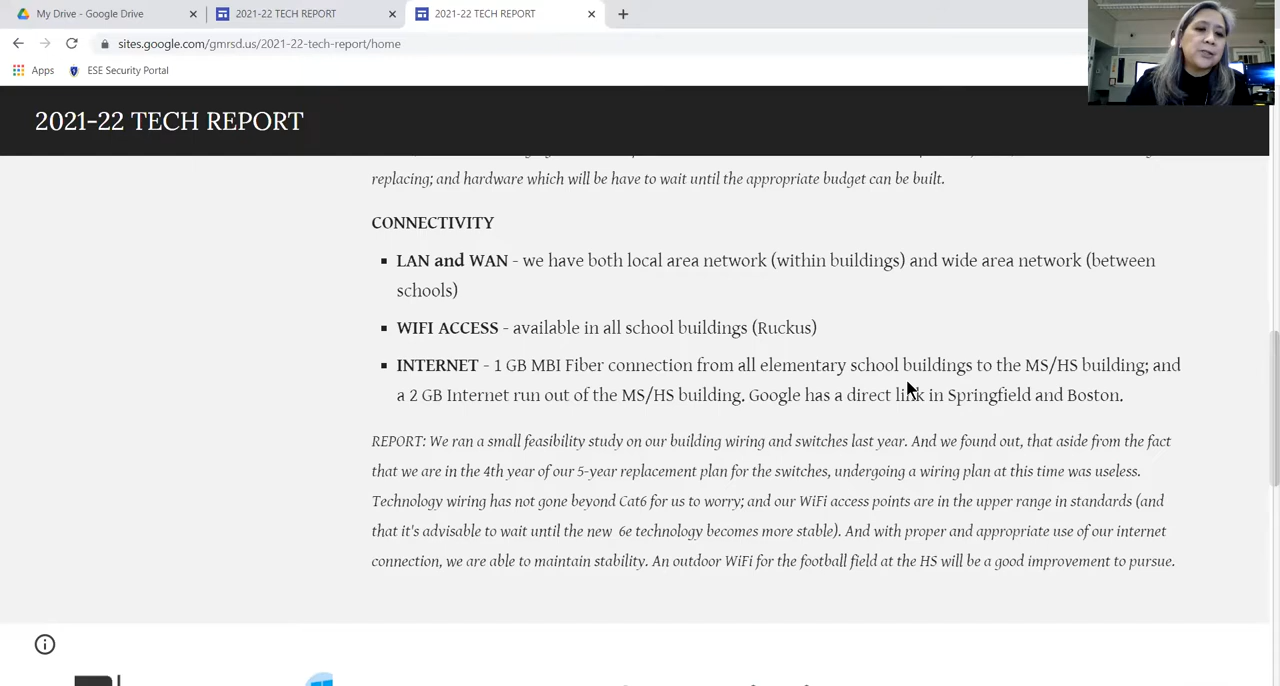 My Drive - Google Drive
2021-22 TECH REPORT
2021-22 TECH REPORT
sites.google.com/gmrsd.us/2021-22-tech-report/home
Apps
ESE Security Portal
2021-22 TECH REPORT
replacing; and hardware which will be have to wait until the appropriate budget can be built.
CONNECTIVITY
▪ LAN and WAN - we have both local area network (within buildings) and wide area network (between
schools)
▪ WIFI ACCESS - available in all school buildings (Ruckus)
▪ INTERNET - 1 GB MBI Fiber connection from all elementary school buildings to the MS/HS building; and
a 2 GB Internet run out of the MS/HS building. Google has a direct link in Springfield and Boston.
REPORT: We ran a small feasibility study on our building wiring and switches last year. And we found out, that aside from the fact
that we are in the 4th year of our 5-year replacement plan for the switches, undergoing a wiring plan at this time was useless.
Technology wiring has not gone beyond Cat6 for us to worry; and our WiFi access points are in the upper range in standards (and
that it's advisable to wait until the new 6e technology becomes more stable). And with proper and appropriate use of our internet
connection, we are able to maintain stability. An outdoor WiFi for the football field at the HS will be a good improvement to pursue.